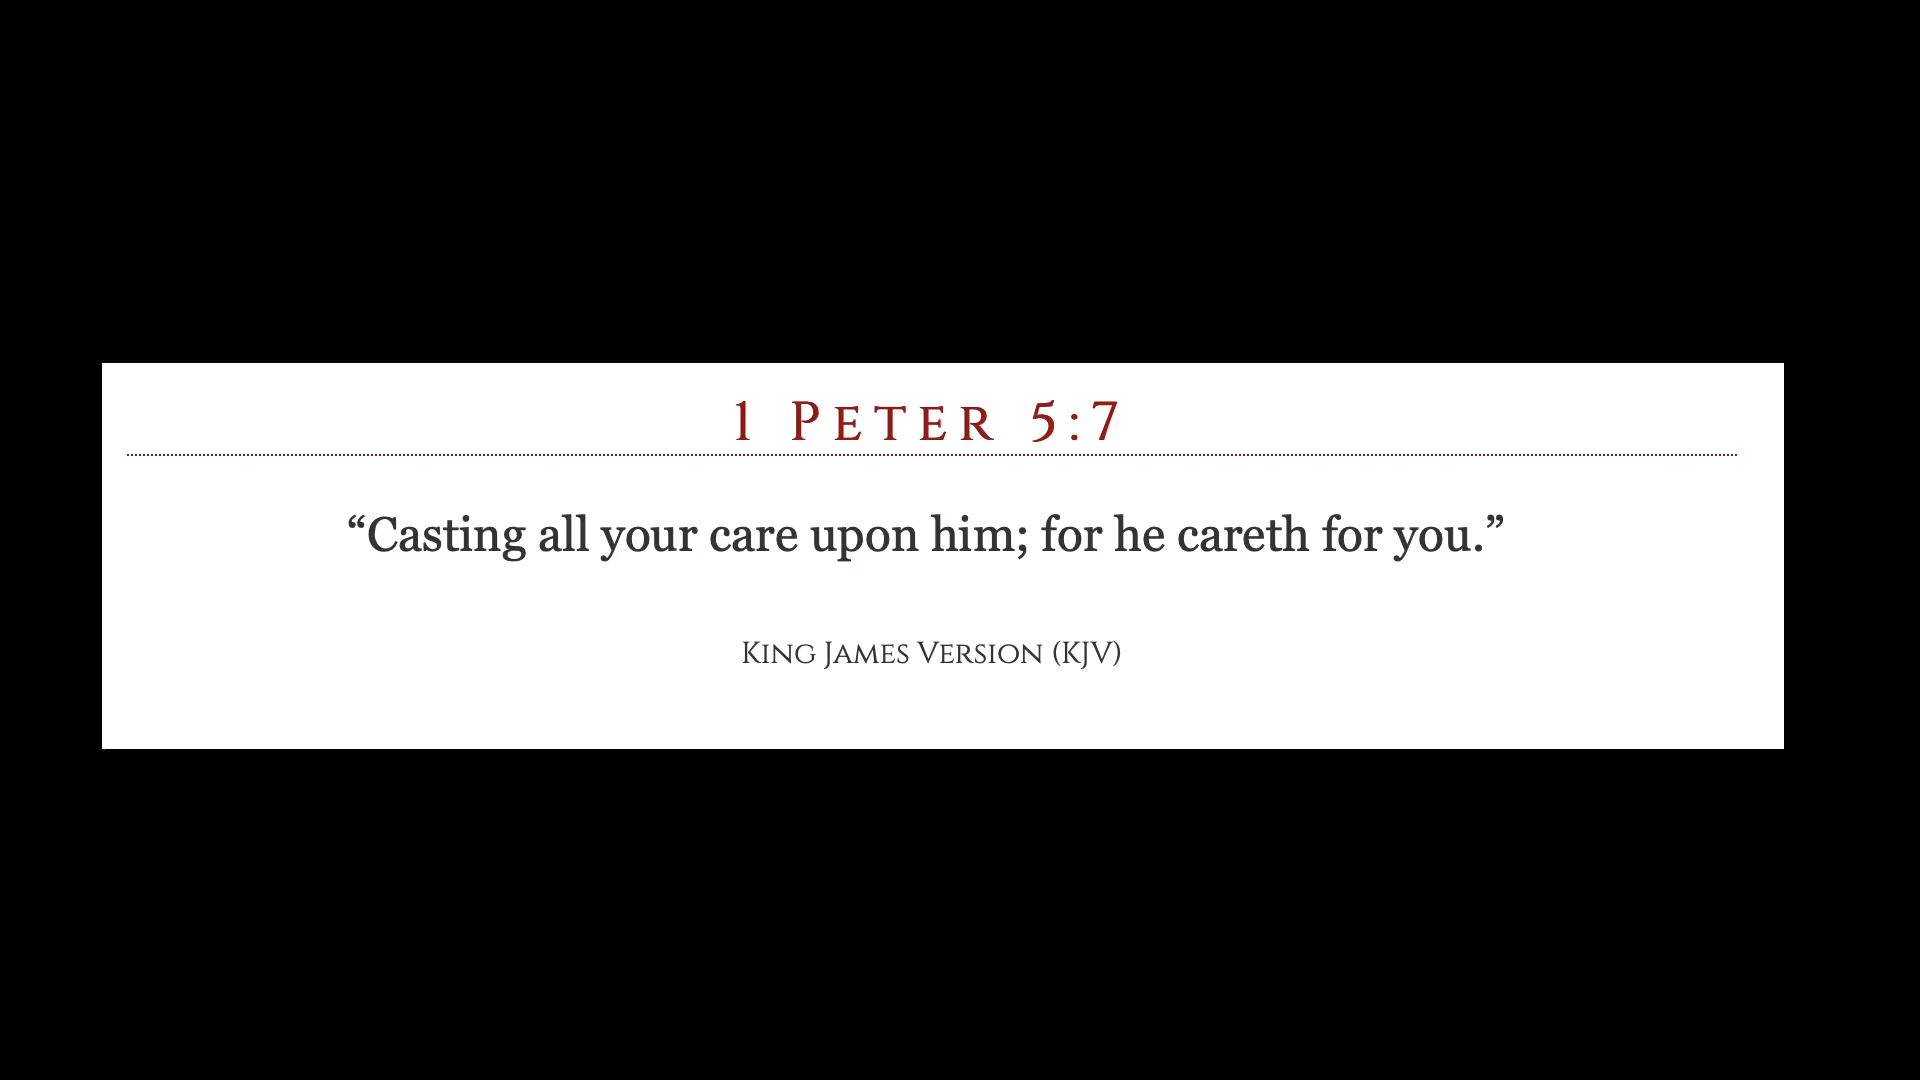 1 Peter 5:7
“Casting all your care upon him; for he careth for you.”
King James Version (KJV)